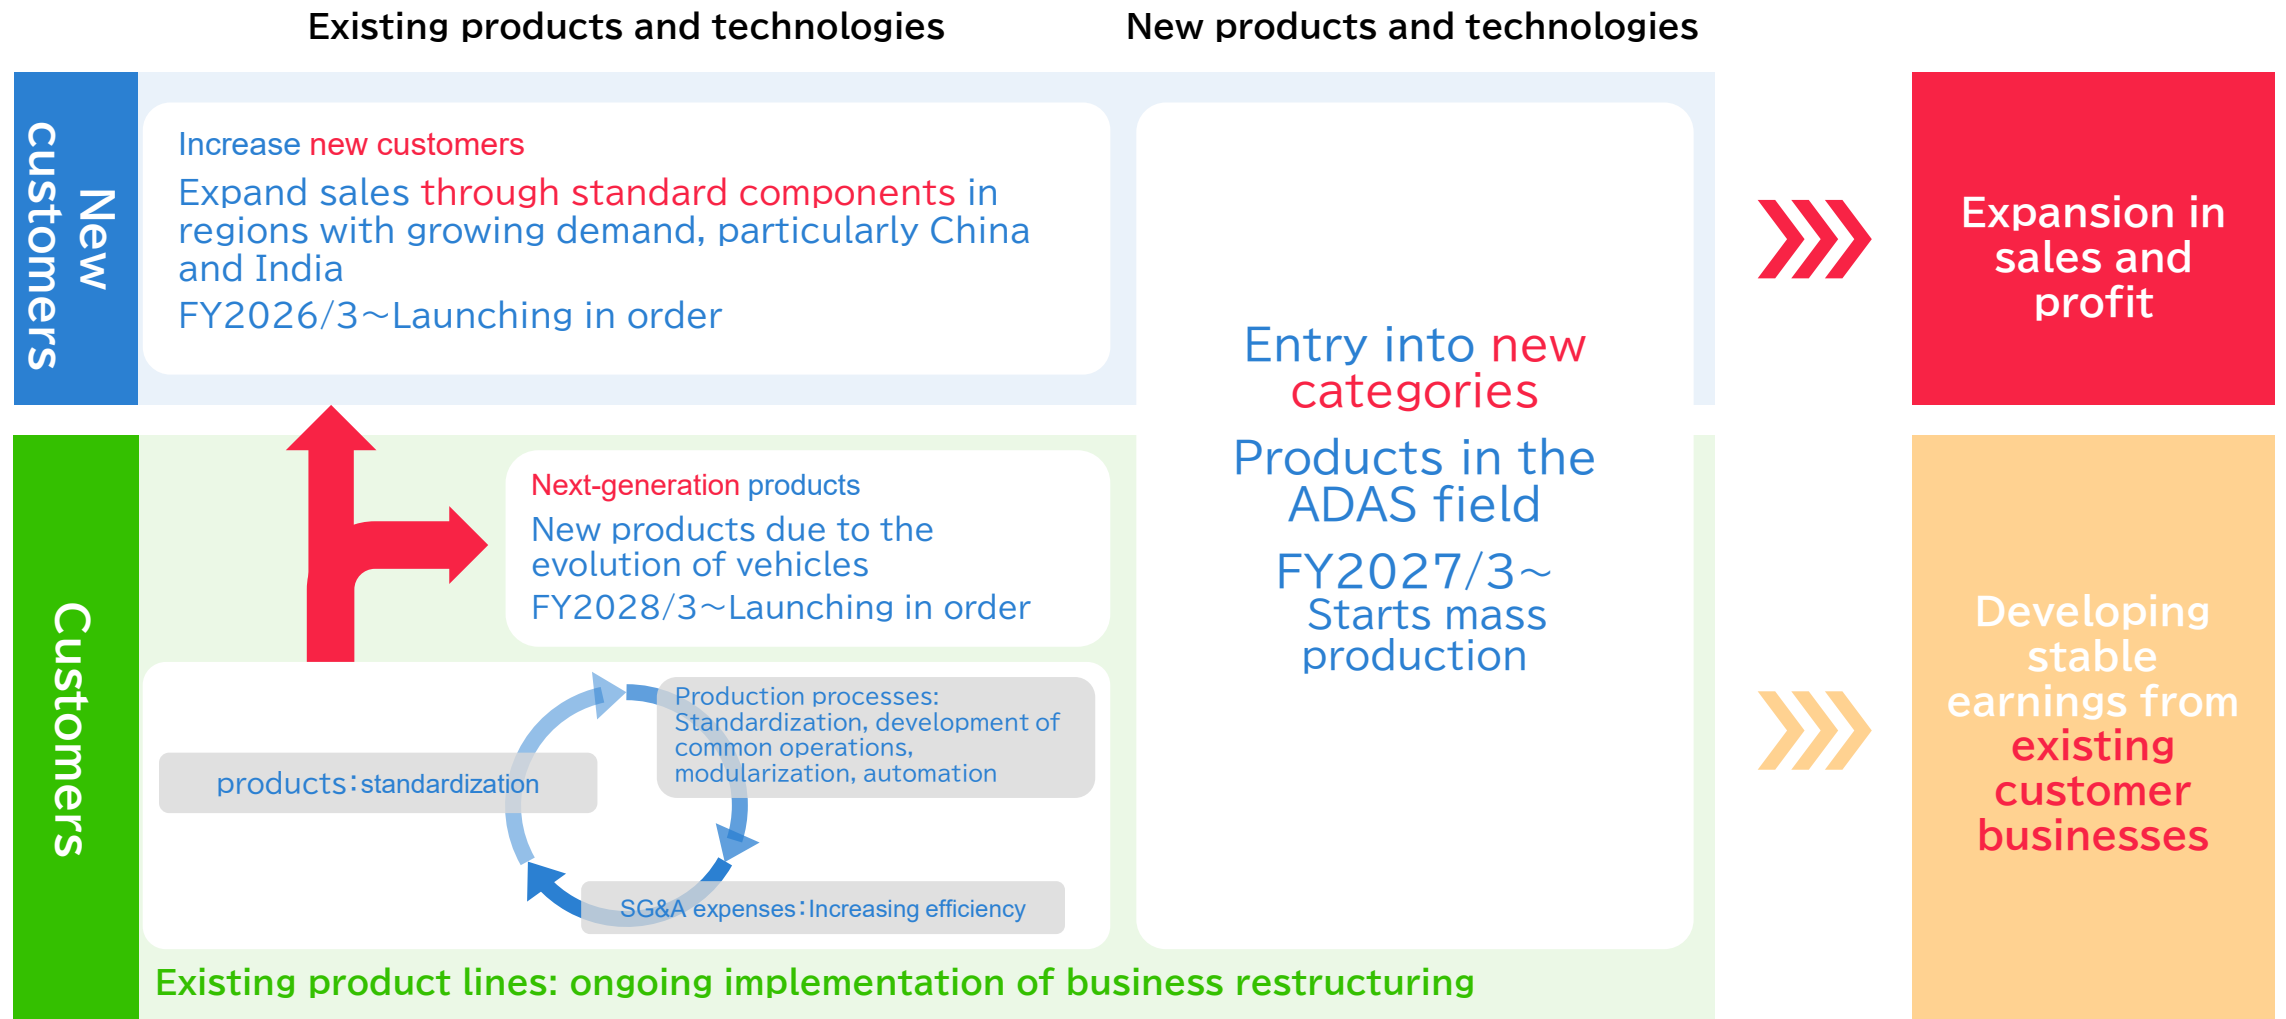 Existing products and technologies
New products and technologies
New
customers
Increase new customers
Expand sales through standard components in
regions with growing demand, particularly China
and India
FY2026/3~Launching in order
Expansion in
sales and
profit
Entry into new
categories
Products in the
ADAS field
FY2027/3~
Starts mass
production
Customers
Next-generation products
New products due to the
evolution of vehicles
FY2028/3~Launching in order
Production processes:
Standardization, development of
common operations,
modularization, automation
products:standardization
SG&A expenses:Increasing efficiency
Existing product lines: ongoing implementation of business restructuring
Developing
stable
earnings from
existing
customer
businesses